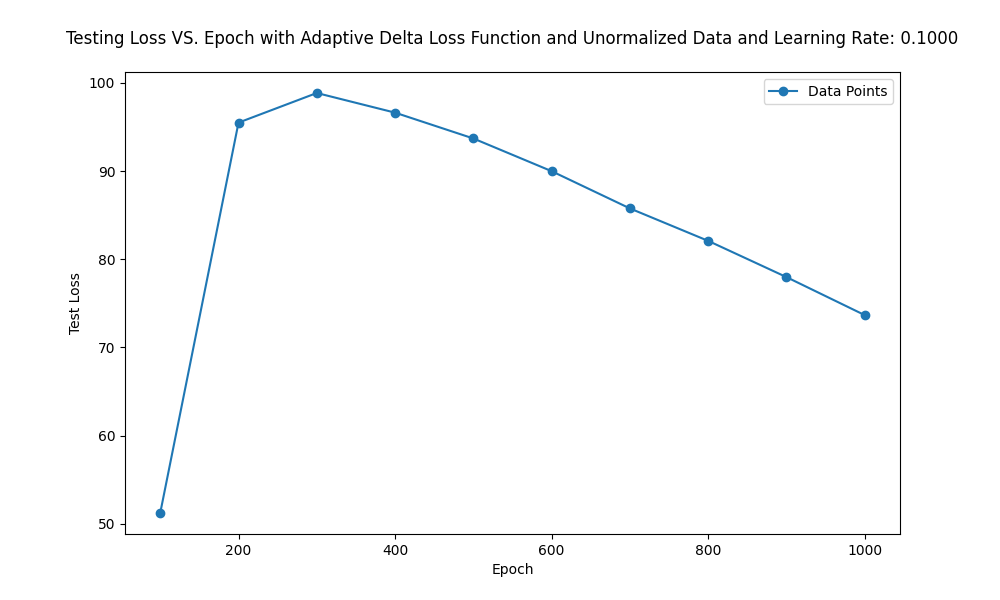 Testing Loss VS. Epoch with Adaptive Delta Loss Function and Unormalized Data and Learning Rate: 0.1000
Data Points
100
90
80
70
60
50
Test Loss
200 400 600 800 1000
Epoch